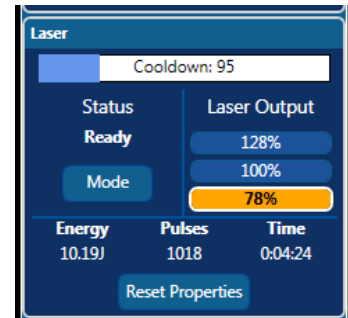 Laser
Cooldown: 95
Status
Laser Output
Ready
128%
Mode
100%
78%
Energy Pulses Time
10.19J 1018 0:04:24
Reset Properties